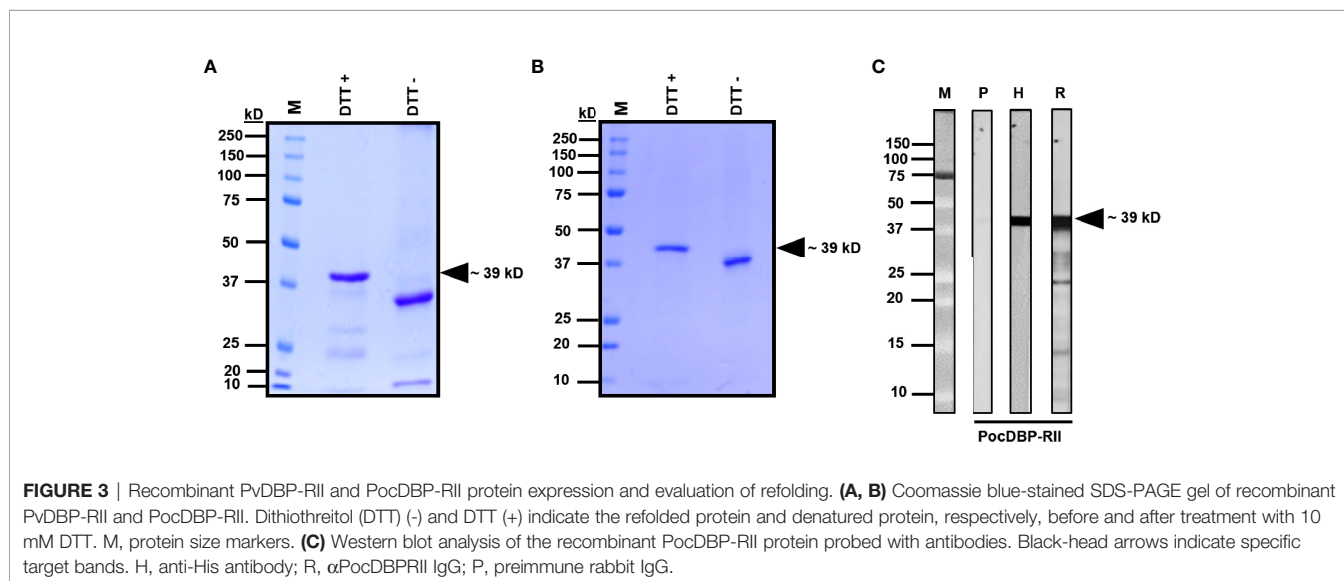 A
kD
M
DTT +
DTT -
250
150
100
75
50
37
25
20
10
~ 39 kD
B
kD
M
DTT +
DTT -
250
150
100
75
50
37
25
20
10
~ 39 kD
C
M P H R
150
100
75
50
37
25
20
15
10
~ 39 kD
PocDBP-RII
FIGURE 3 | Recombinant PvDBP-RII and PocDBP-RII protein expression and evaluation of refolding. (A, B) Coomassie blue-stained SDS-PAGE gel of recombinant
PvDBP-RII and PocDBP-RII. Dithiothreitol (DTT) (-) and DTT (+) indicate the refolded protein and denatured protein, respectively, before and after treatment with 10
mM DTT. M, protein size markers. (C) Western blot analysis of the recombinant PocDBP-RII protein probed with antibodies. Black-head arrows indicate specific
target bands. H, anti-His antibody; R, αPocDBPRII IgG; P, preimmune rabbit IgG.